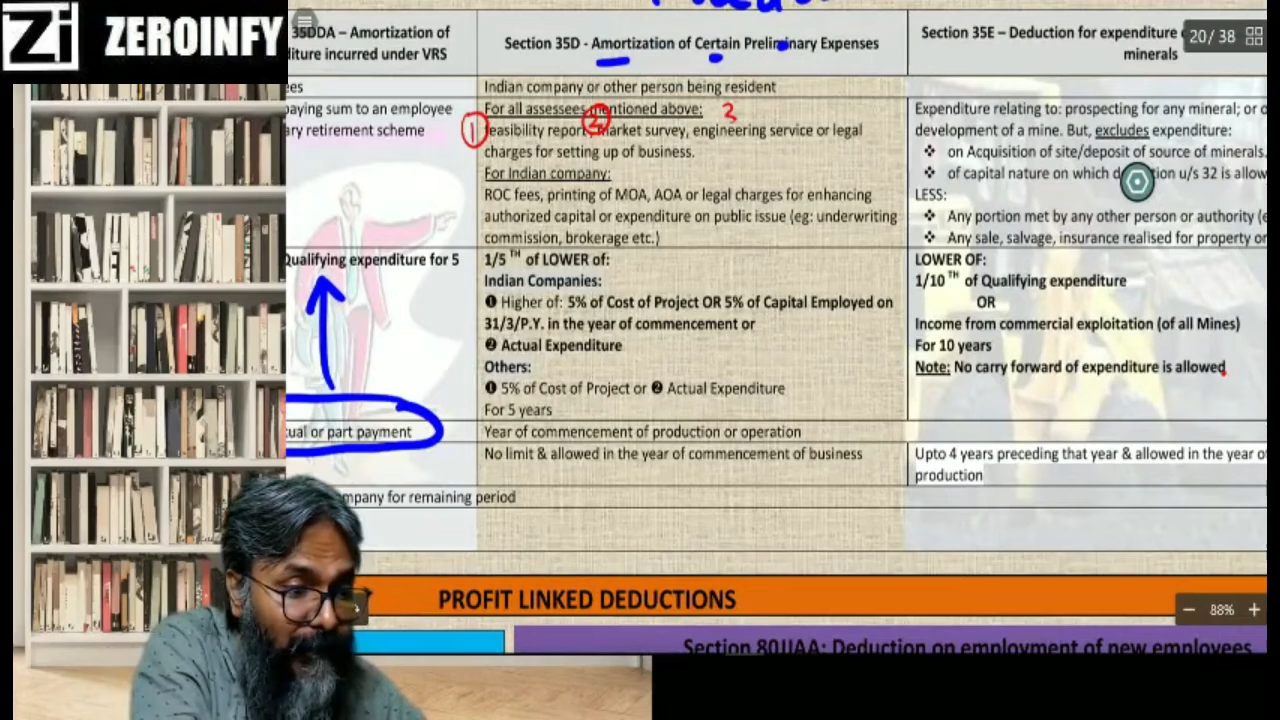 Zi ZEROINFY
35DDA – Amortization of
diture incurred under VRS
Section 35D - Amortization of Certain Preliminary Expenses
Section 35E – Deduction for expenditure
minerals
20/ 38
ees
Indian company or other person being resident
paying sum to an employee
ary retirement scheme
For all assessees mentioned above: 2
1 feasibility report, 2 market survey, engineering service or legal
charges for setting up of business.
For Indian company:
ROC fees, printing of MOA, AOA or legal charges for enhancing
authorized capital or expenditure on public issue (eg: underwriting
commission, brokerage etc.)
Expenditure relating to: prospecting for any mineral; or
development of a mine. But, excludes expenditure:
❖ on Acquisition of site/deposit of source of minerals.
❖ of capital nature on which d tion u/s 32 is allow
LESS:
❖ Any portion met by any other person or authority (e
❖ Any sale, salvage, insurance realised for property or
Qualifying expenditure for 5
1/5 TH of LOWER of:
Indian Companies:
❶ Higher of: 5% of Cost of Project OR 5% of Capital Employed on
31/3/P.Y. in the year of commencement or
❷ Actual Expenditure
Others:
❶ 5% of Cost of Project or ❷ Actual Expenditure
For 5 years
LOWER OF:
1/10 TH of Qualifying expenditure
OR
Income from commercial exploitation (of all Mines)
For 10 years
Note: No carry forward of expenditure is allowed
tual or part payment
Year of commencement of production or operation
No limit & allowed in the year of commencement of business
Upto 4 years preceding that year & allowed in the year o
production
ompany for remaining period
PROFIT LINKED DEDUCTIONS
− 88% +
Section 80JJAA: Deduction on employment of new employees